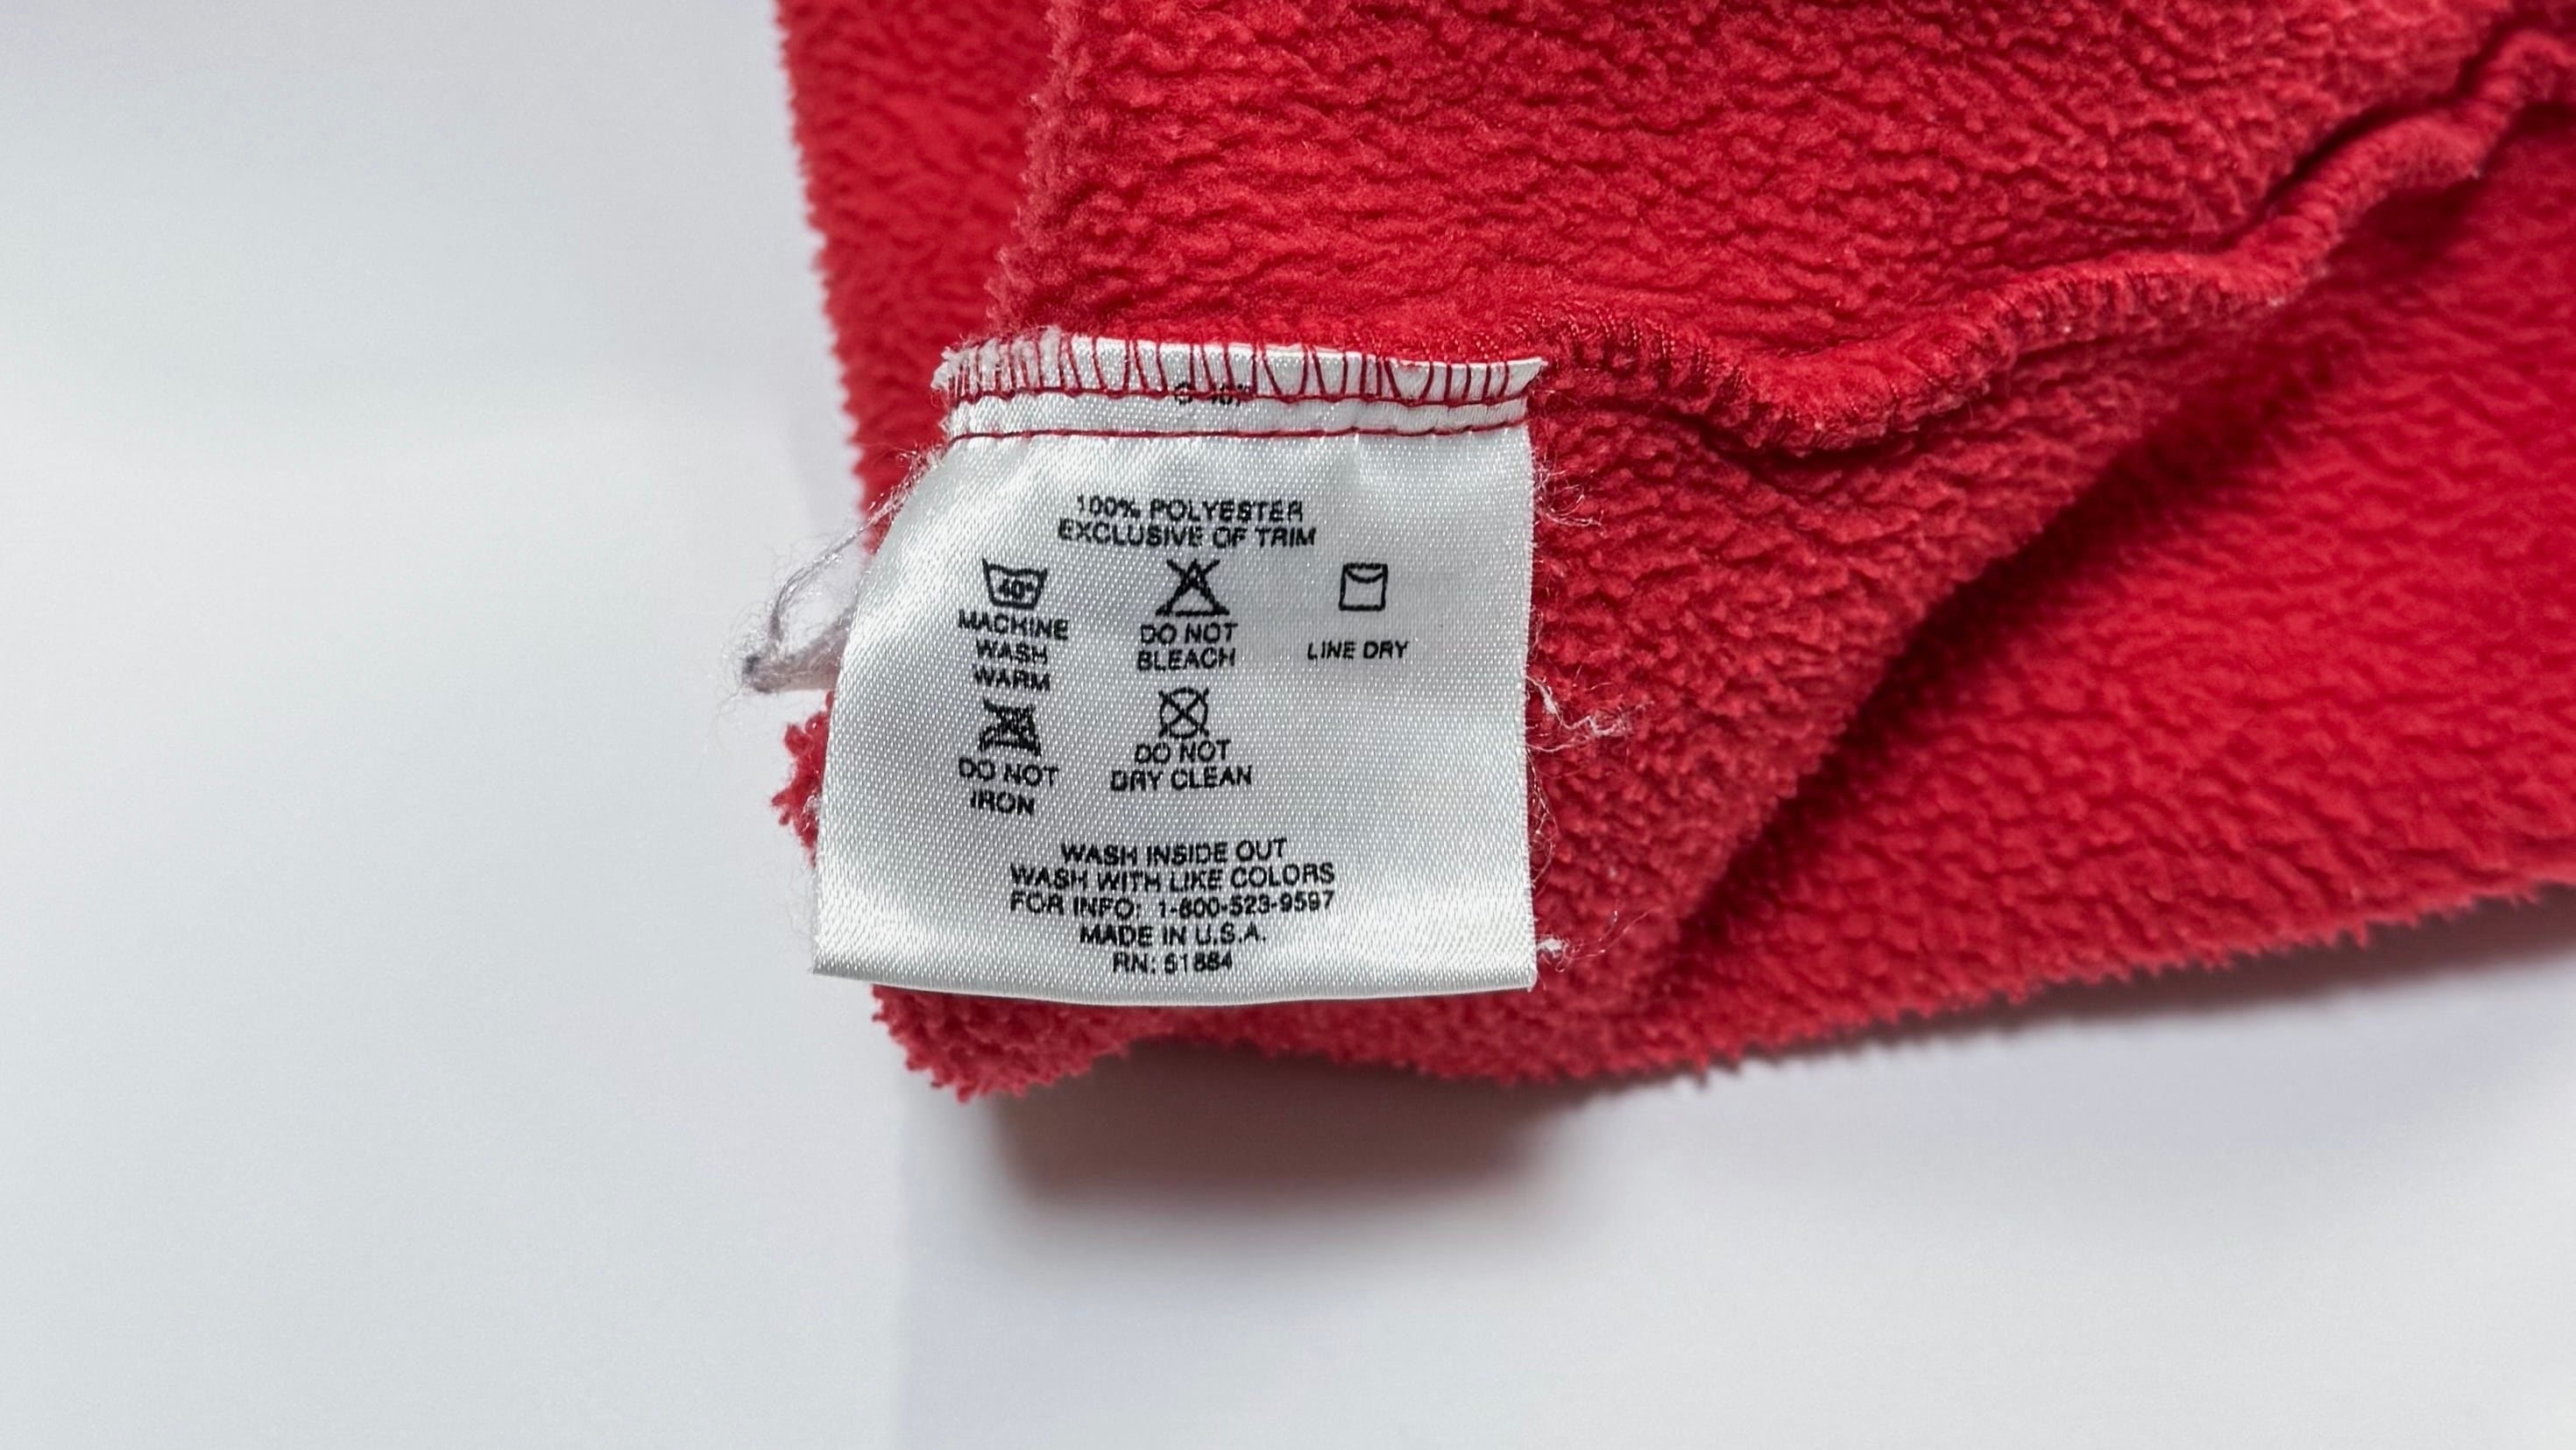 100% POLYESTER
EXCLUSIVE OF TRIM
40°
MACHINE
WASH
WARM
DO NOT
BLEACH
LINE DRY
DO NOT
IRON
DO NOT
DRY CLEAN
WASH INSIDE OUT
WASH WITH LIKE COLORS
FOR INFO: 1-800-523-9597
MADE IN U.S.A.
RN: 51884